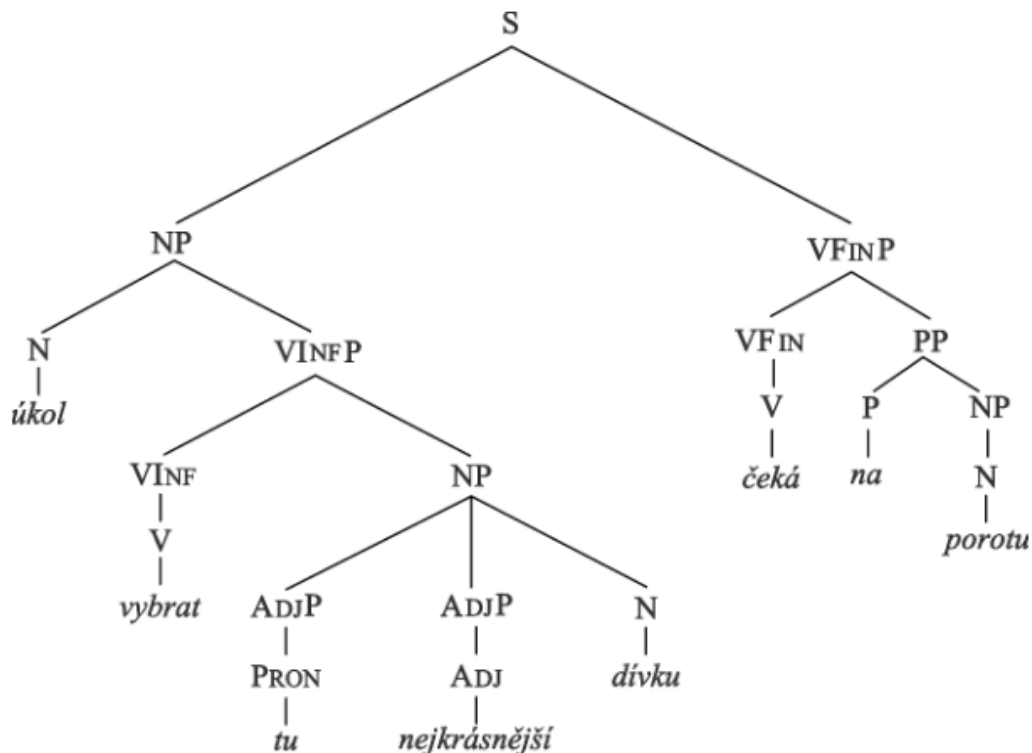 S
NP VFINP
N VINFP VFIN PP
úkol V P NP
VINF NP čeká na N
V porotu
vybrat ADJP ADJP N
PRON ADJ dívku
tu nejkrásnější